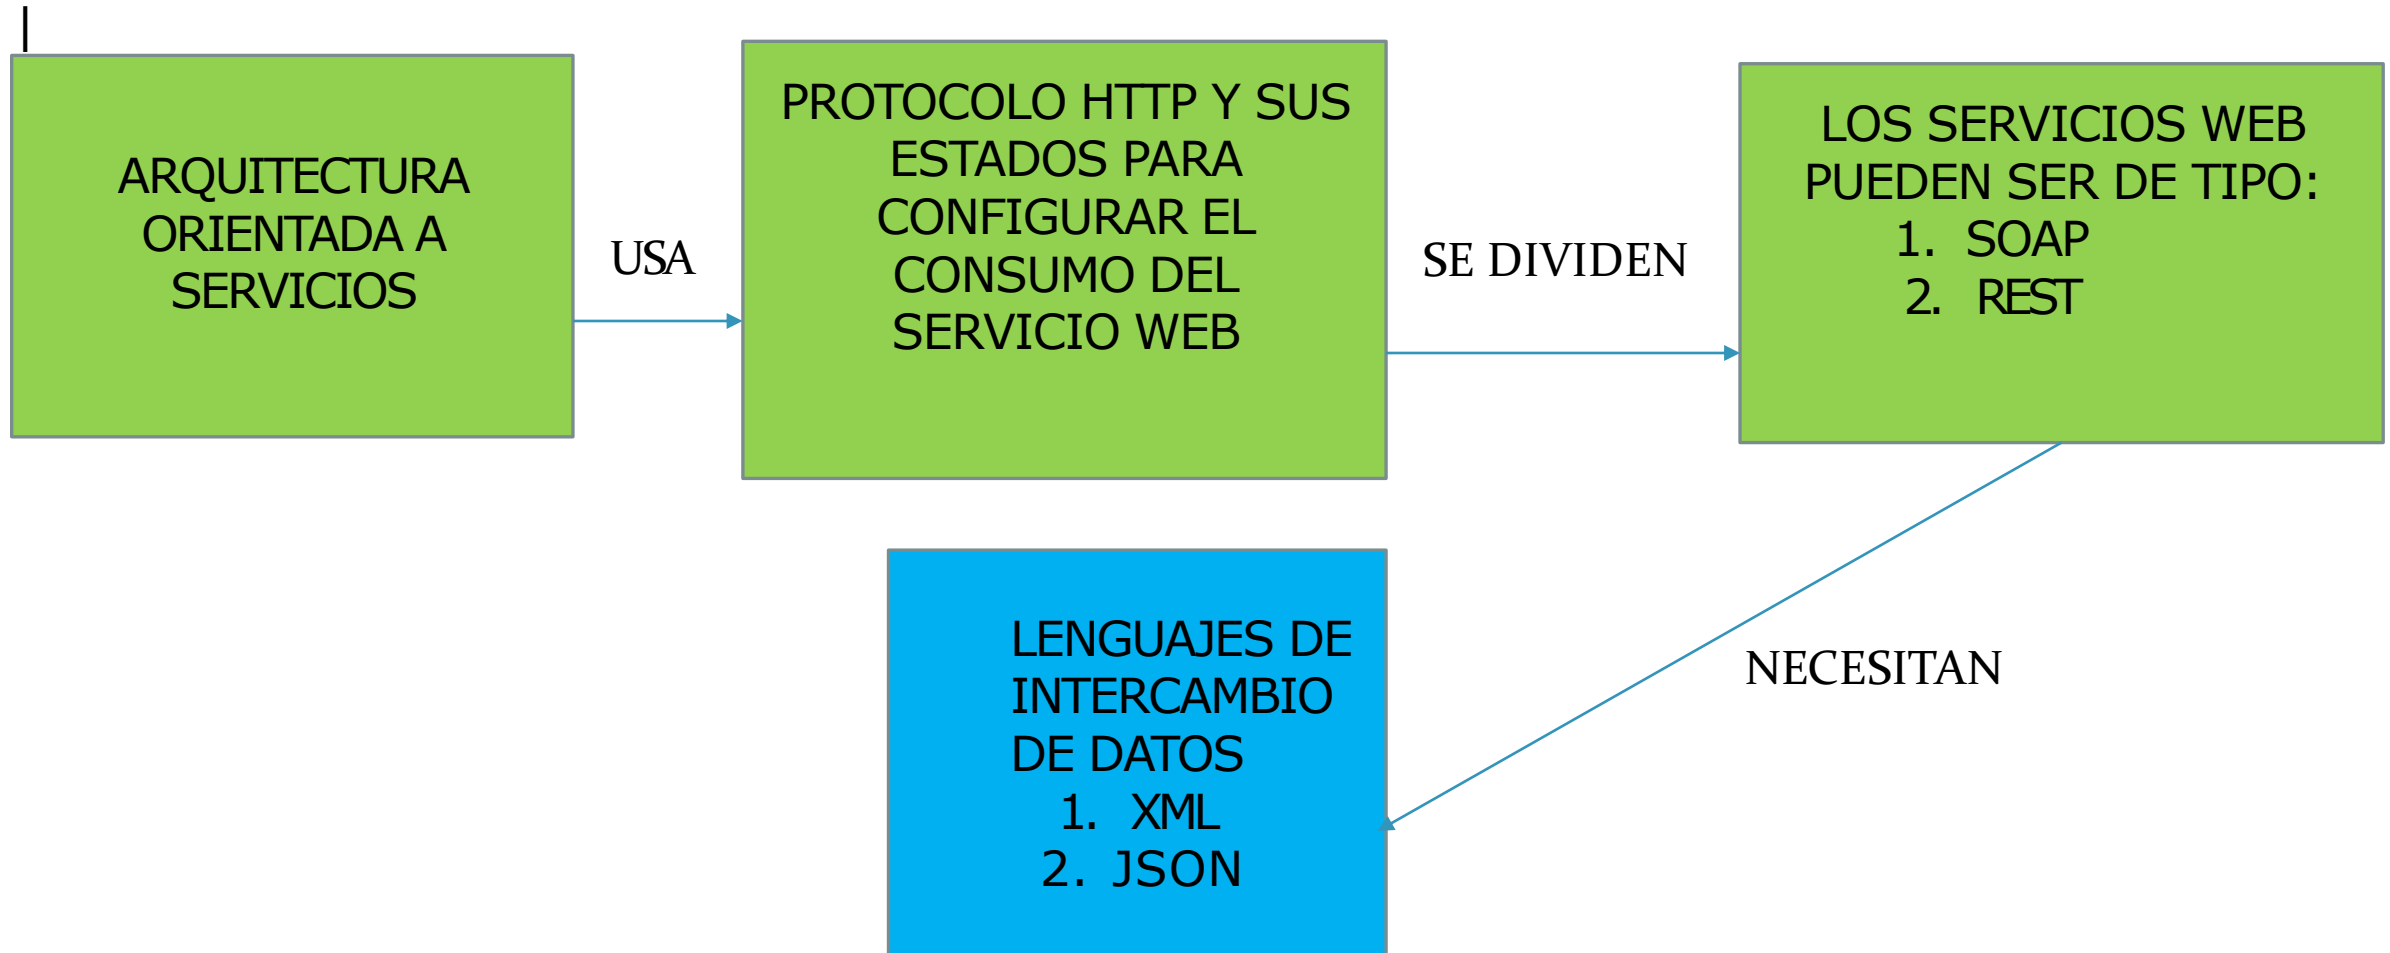 ARQUITECTURA
ORIENTADA A
SERVICIOS
USA
PROTOCOLO HTTP Y SUS
ESTADOS PARA
CONFIGURAR EL
CONSUMO DEL
SERVICIO WEB
SE DIVIDEN
LOS SERVICIOS WEB
PUEDEN SER DE TIPO:
1. SOAP
2. REST
NECESITAN
LENGUAJES DE
INTERCAMBIO
DE DATOS
1. XML
2. JSON